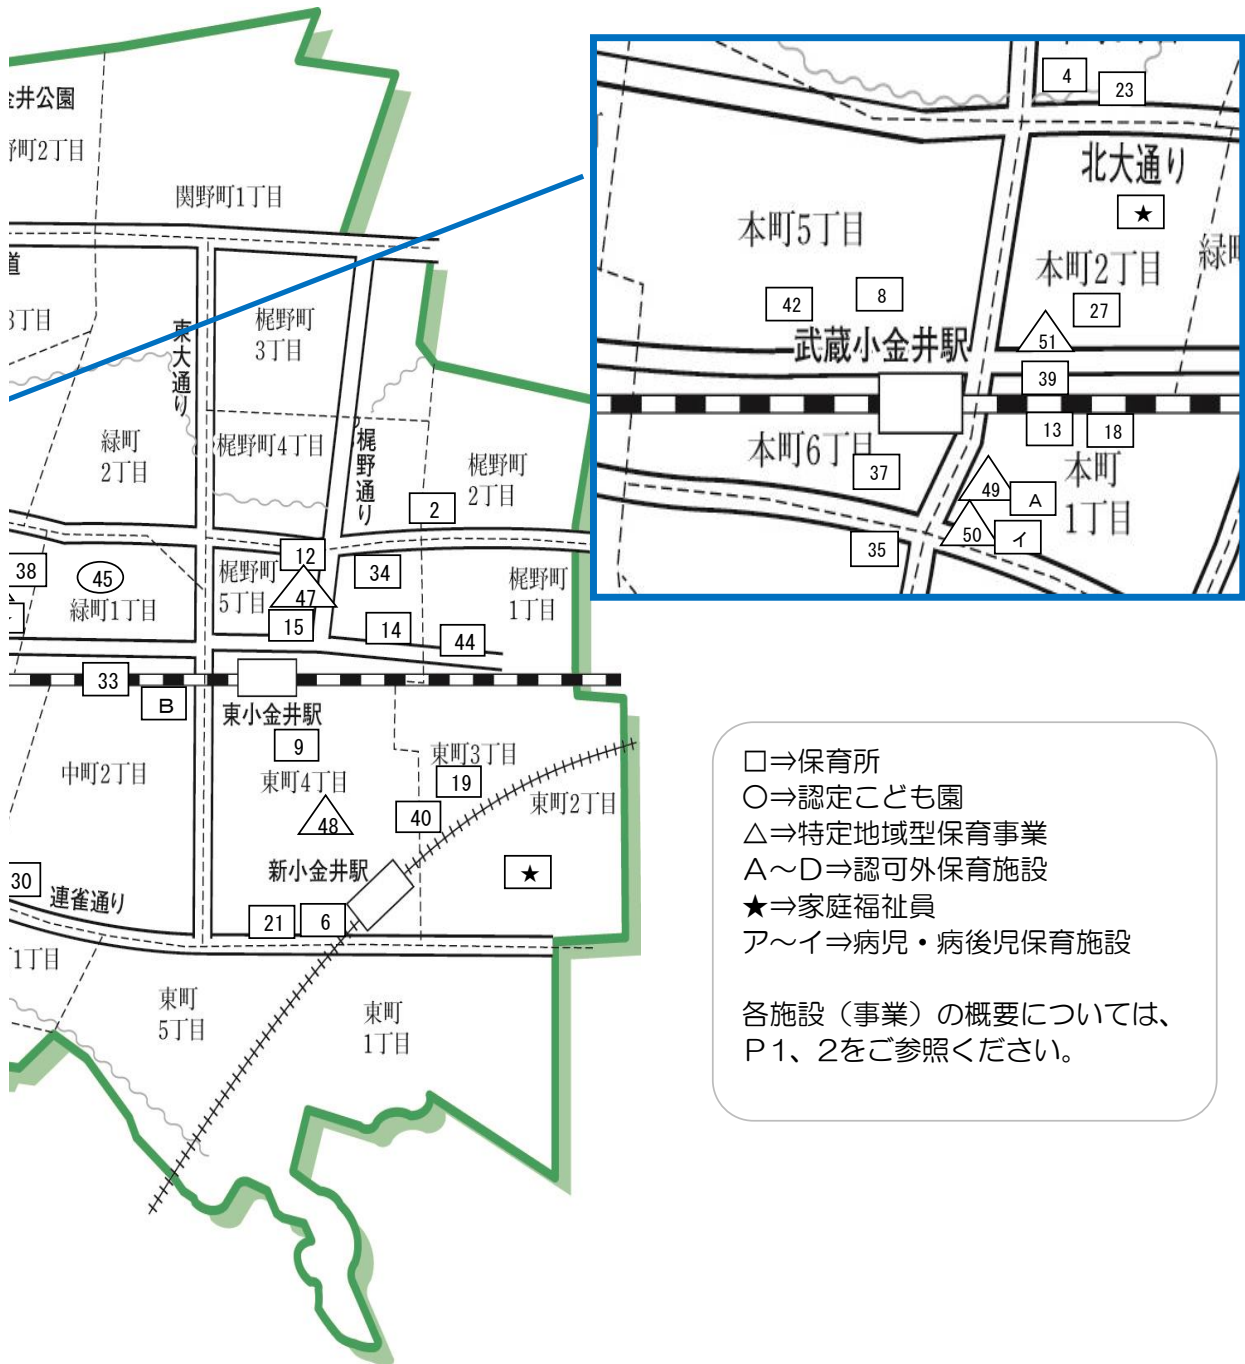 金井公園
野町2丁目
関野町1丁目
道
3丁目
東大通り
梶野町
3丁目
緑町
2丁目
梶野町4丁目
梶野通り
梶野町
2丁目
2
12
38
45
緑町1丁目
梶野町
5丁目
47
34
梶野町
1丁目
15
14
44
33
B
東小金井駅
9
中町2丁目
東町4丁目
東町3丁目
19
東町2丁目
48
40
新小金井駅
★
30
連雀通り
21
6
1丁目
東町
5丁目
東町
1丁目
4
23
北大通り
★
本町5丁目
本町2丁目
緑町
42
8
27
51
武蔵小金井駅
39
13
18
本町6丁目
37
49
A
本町
1丁目
35
50
イ
□⇒保育所
○⇒認定こども園
△⇒特定地域型保育事業
A～D⇒認可外保育施設
★⇒家庭福祉員
ア～イ⇒病児・病後児保育施設
各施設（事業）の概要については、
P1、2をご参照ください。